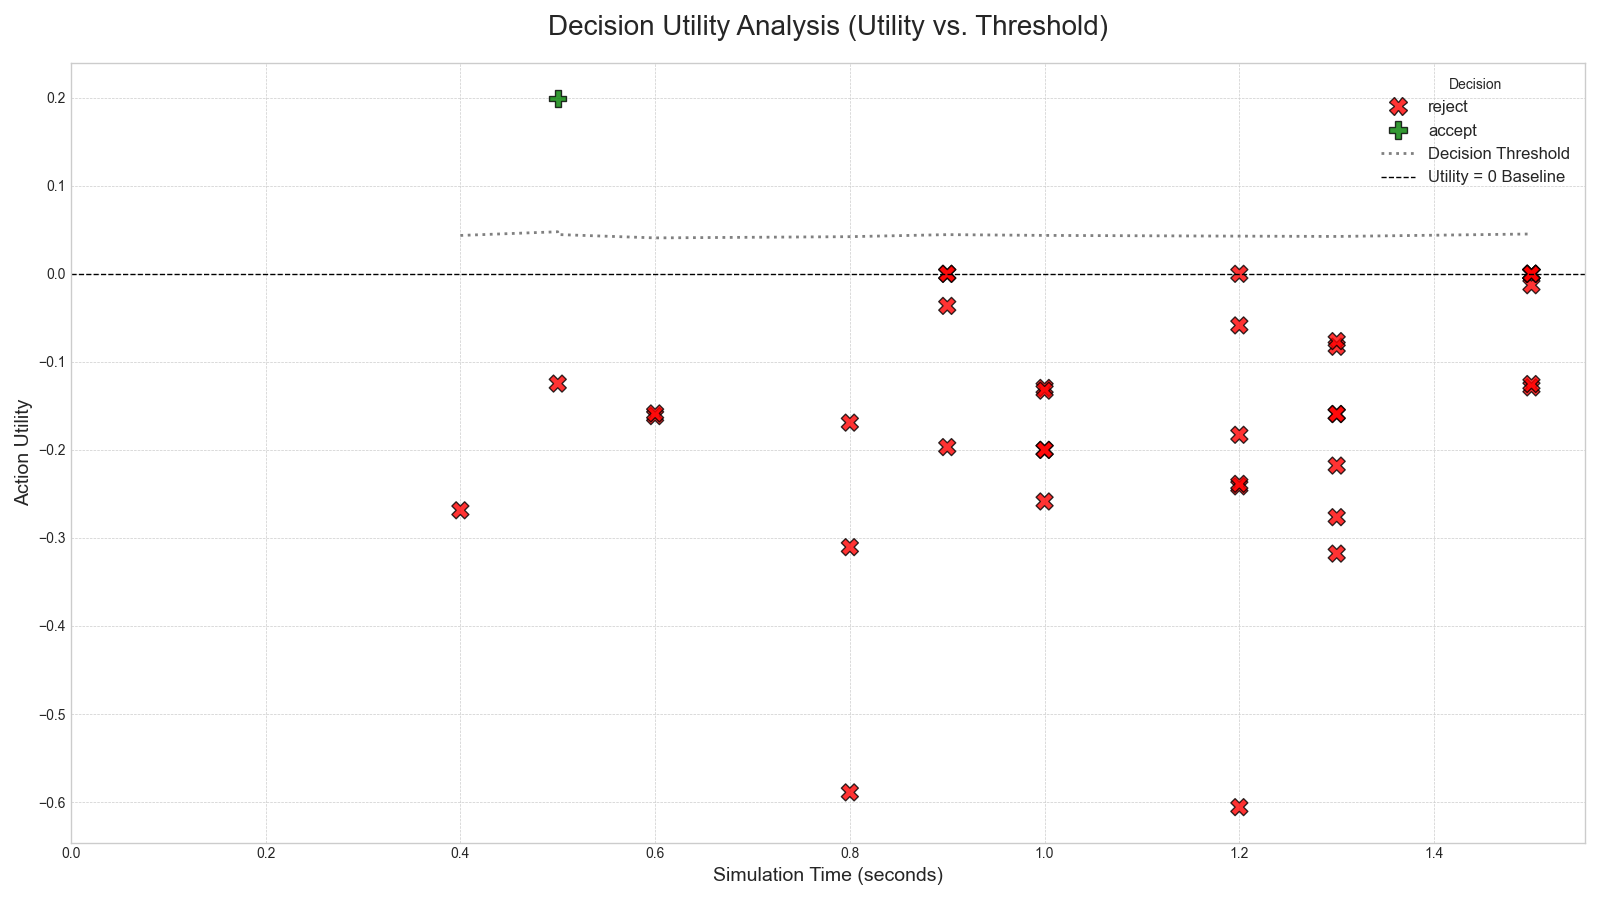 Decision Utility Analysis (Utility vs. Threshold)
Decision
reject
accept
Decision Threshold
Utility = 0 Baseline
Action Utility
0.2
0.1
0.0
−0.1
−0.2
−0.3
−0.4
−0.5
−0.6
0.0 0.2 0.4 0.6 0.8 1.0 1.2 1.4
Simulation Time (seconds)